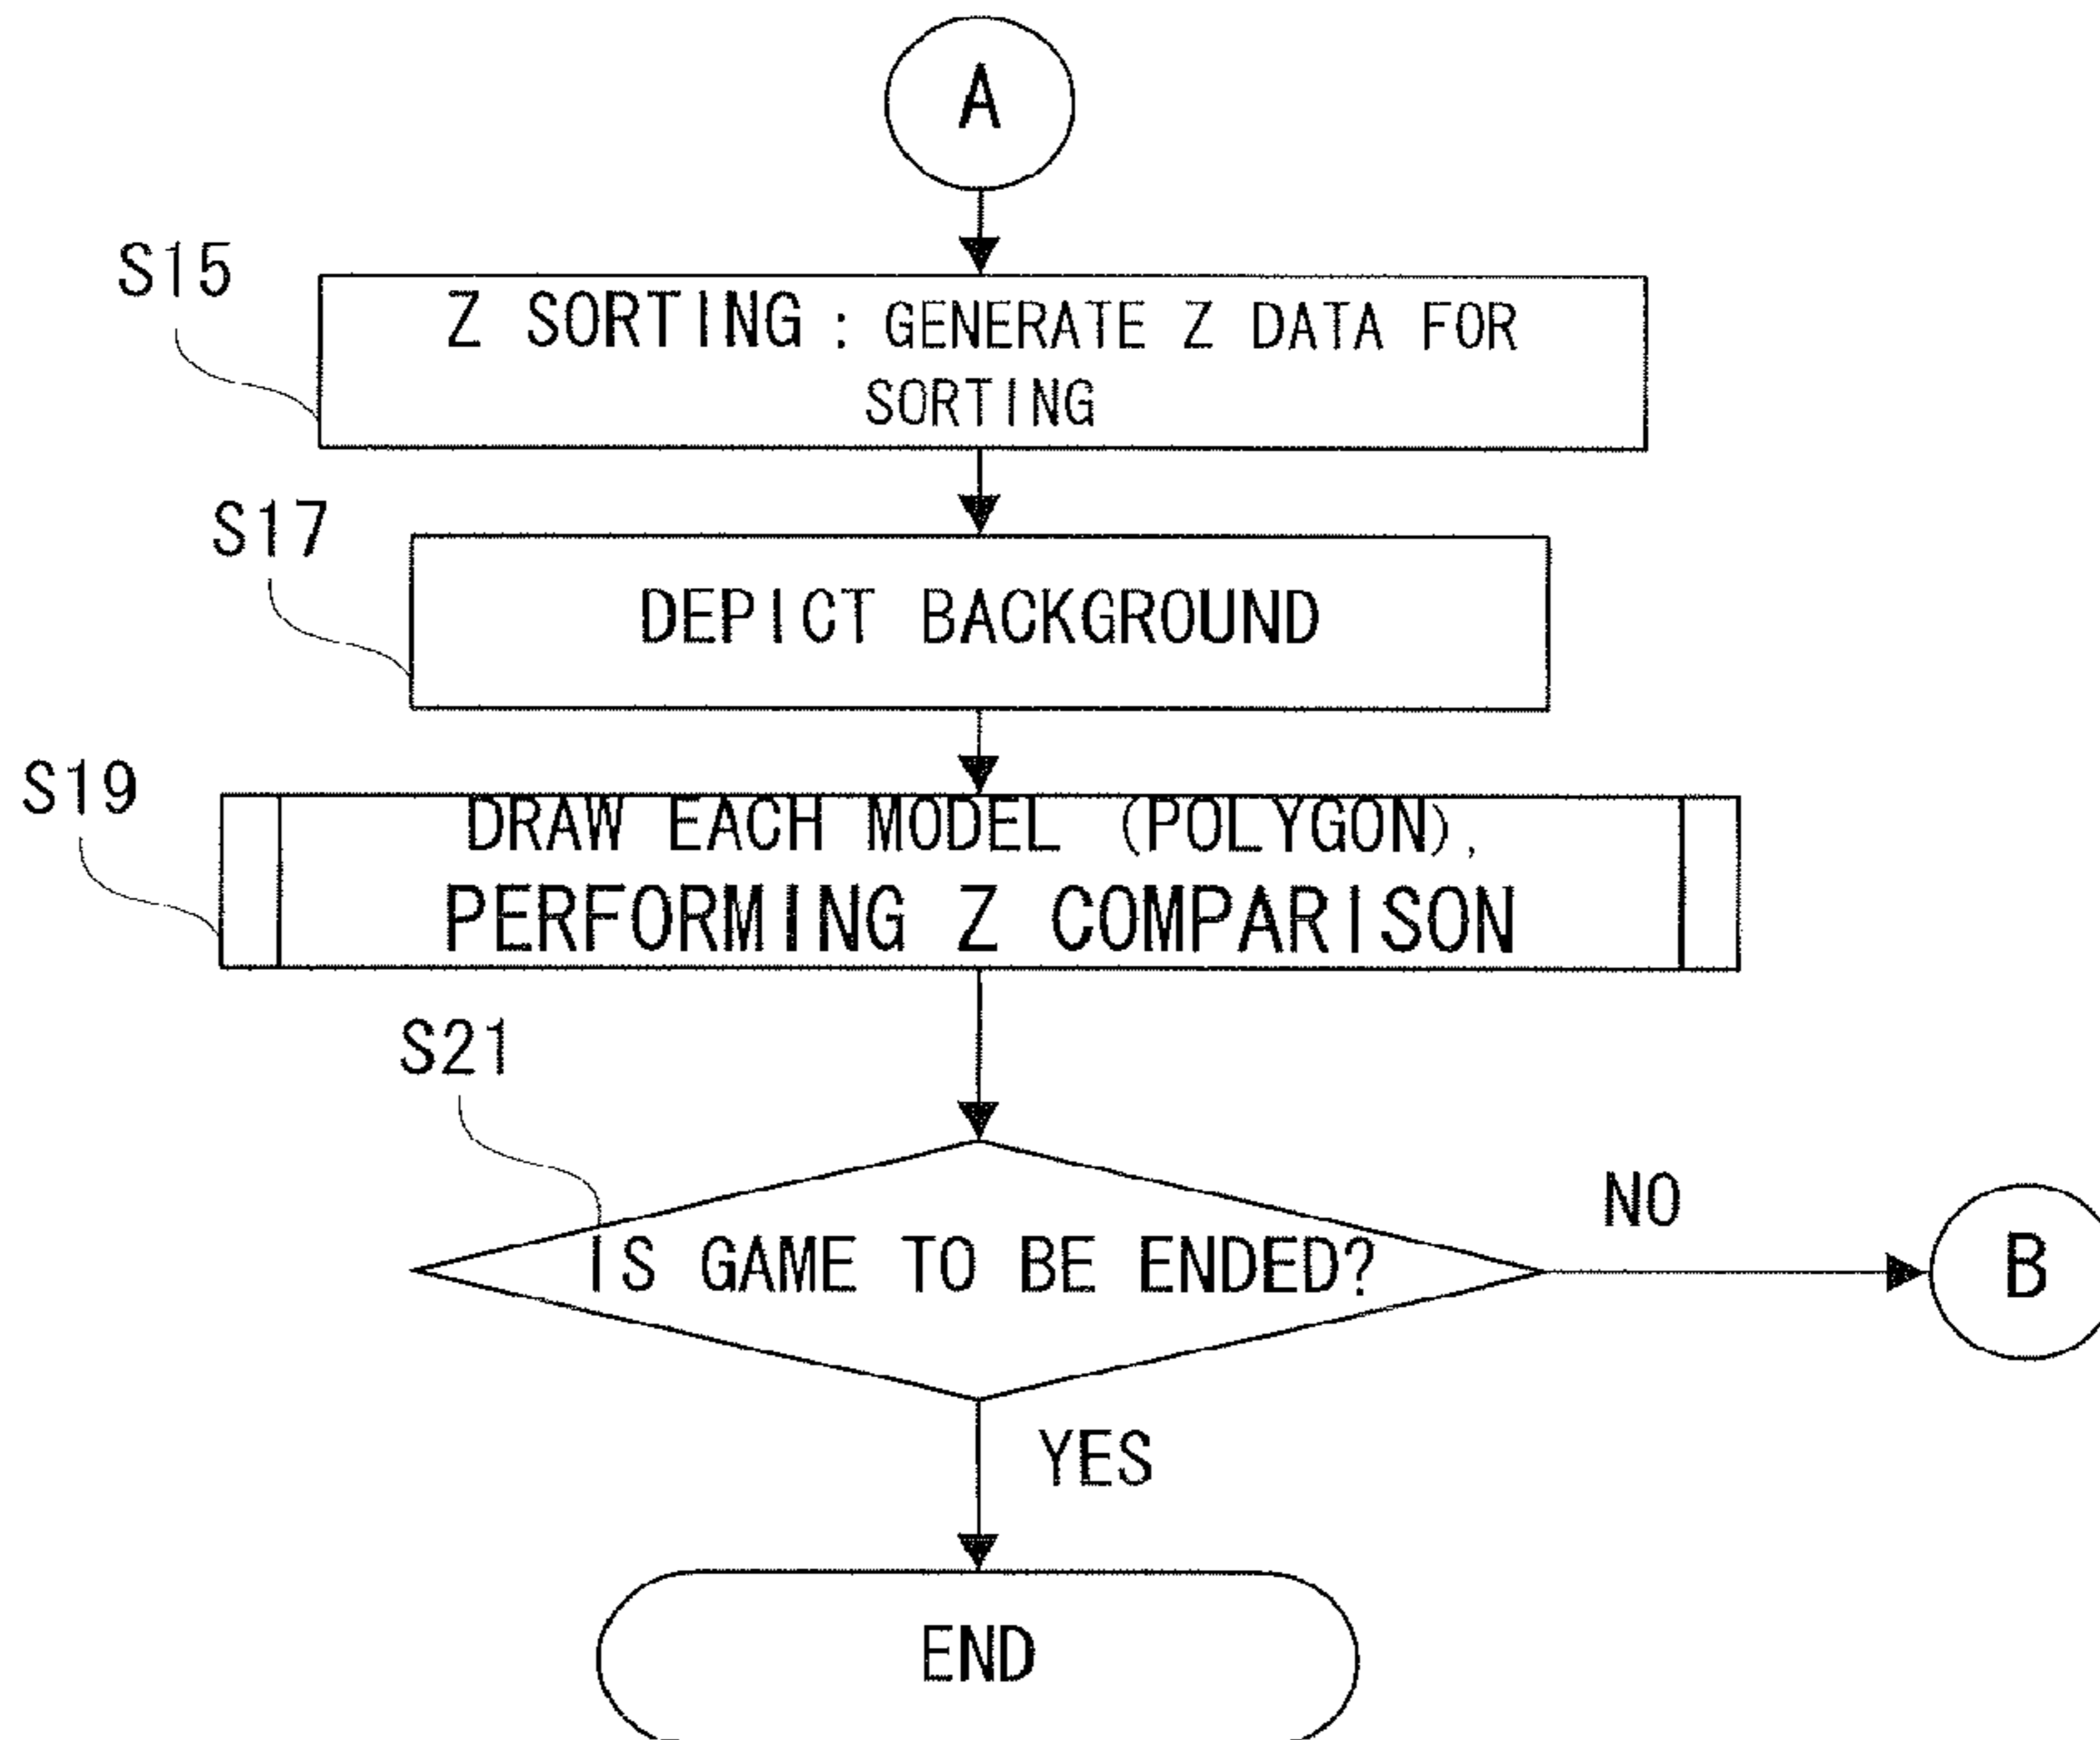 A
S15
Z SORTING : GENERATE Z DATA FOR
SORTING
S17
DEPICT BACKGROUND
S19
DRAW EACH MODEL (POLYGON),
PERFORMING Z COMPARISON
S21
IS GAME TO BE ENDED?
NO
B
YES
END